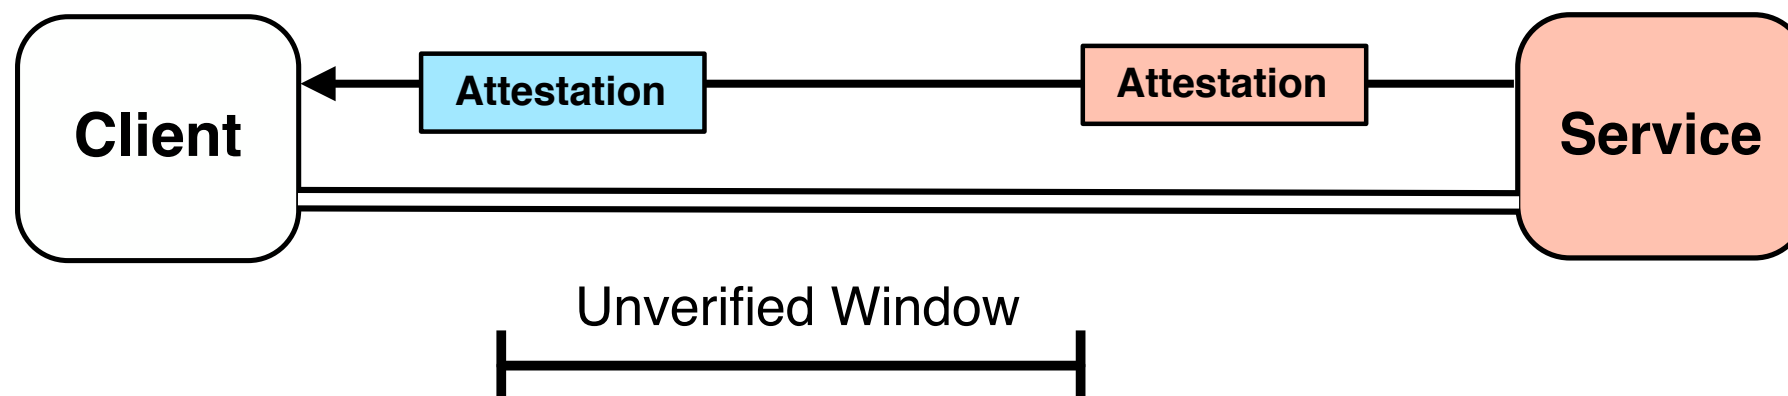 Client
Attestation
Attestation
Service
Unverified Window